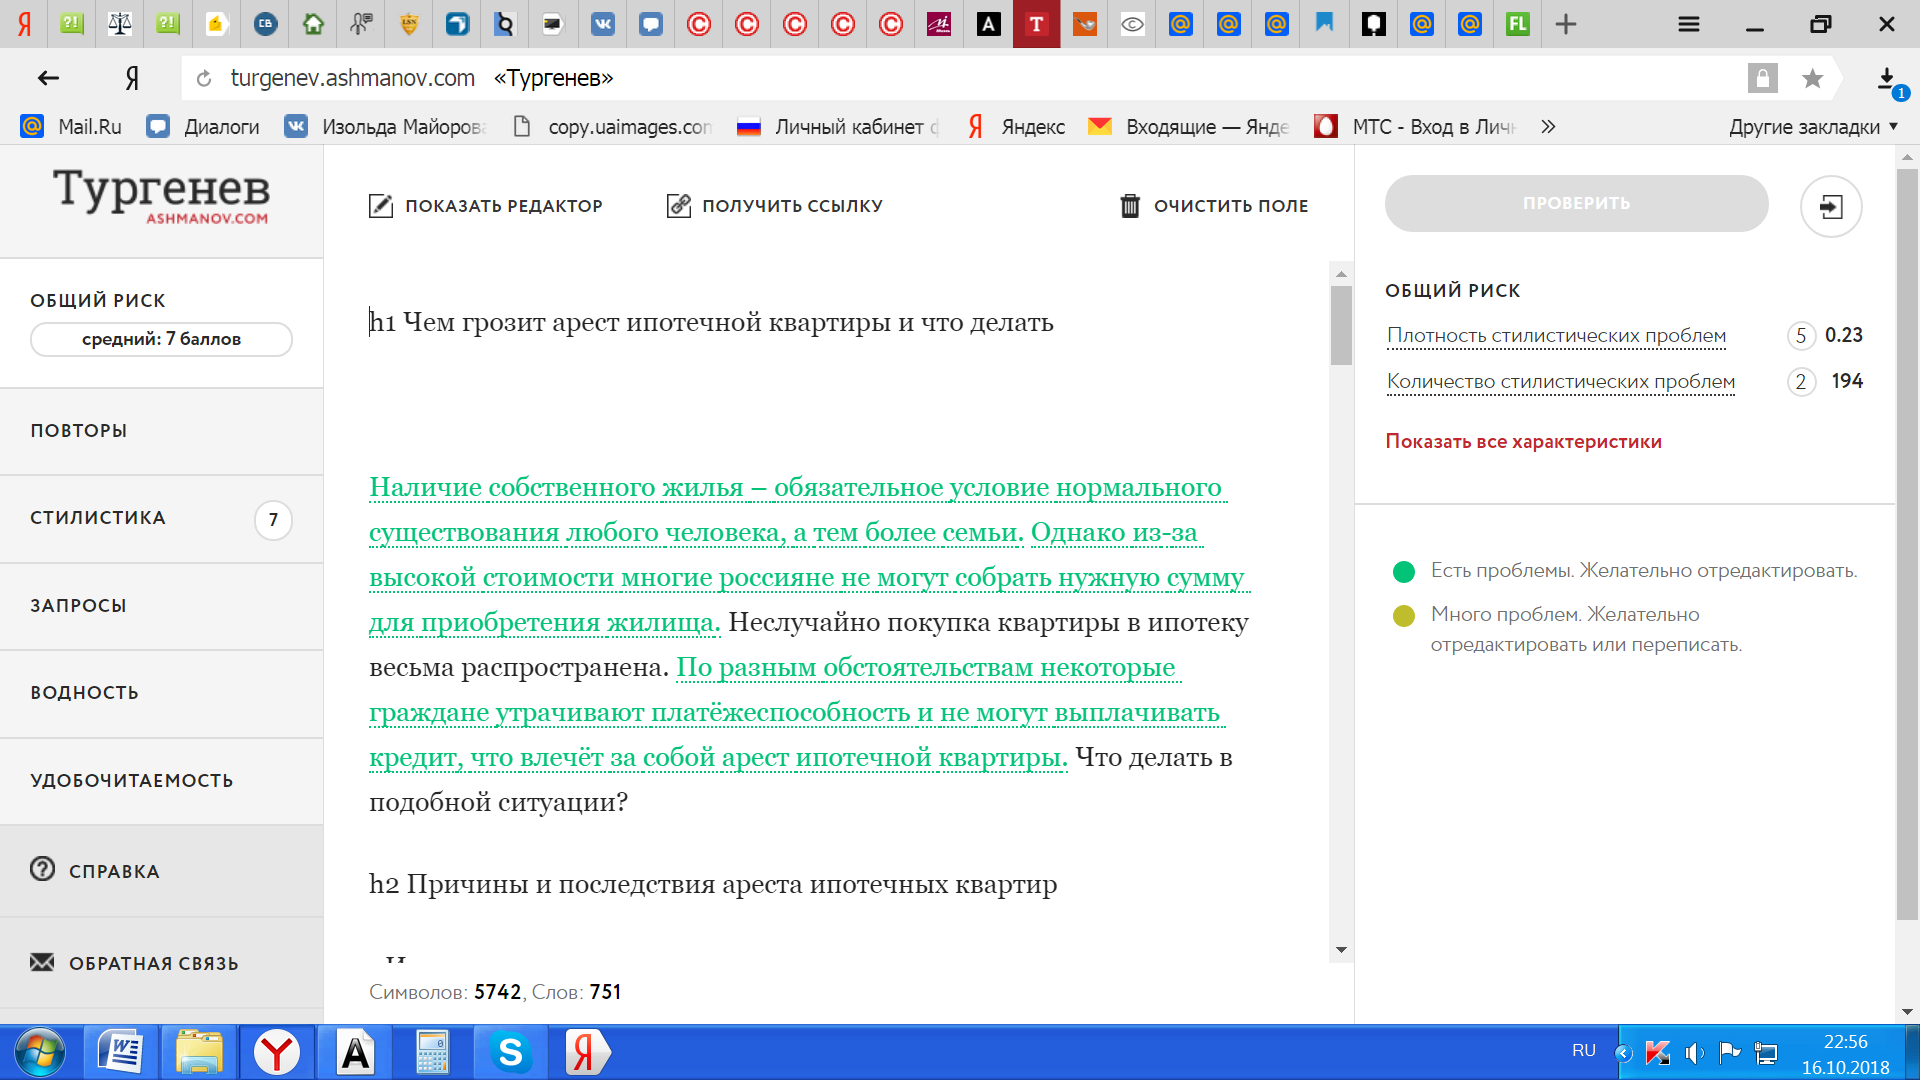 turgenev.ashmanov.com «Тургенев»
1
Mail.Ru Диалоги Изольда Майорова copy.uaimages.con Личный кабинет Яндекс Входящие — Янде МТС - Вход в Личн Другие закладки
Тургенев
ASHMANOV.COM
ОБЩИЙ РИСК
средний: 7 баллов
ПОВТОРЫ
СТИЛИСТИКА 7
ЗАПРОСЫ
ВОДНОСТЬ
УДОБОЧИТАЕМОСТЬ
СПРАВКА
ОБРАТНАЯ СВЯЗЬ
ПОКАЗАТЬ РЕДАКТОР ПОЛУЧИТЬ ССЫЛКУ ОЧИСТИТЬ ПОЛЕ
h1 Чем грозит арест ипотечной квартиры и что делать
Наличие собственного жилья – обязательное условие нормального
существования любого человека, а тем более семьи. Однако из-за
высокой стоимости многие россияне не могут собрать нужную сумму
для приобретения жилища. Неслучайно покупка квартиры в ипотеку
весьма распространена. По разным обстоятельствам некоторые
граждане утрачивают платёжеспособность и не могут выплачивать
кредит, что влечёт за собой арест ипотечной квартиры. Что делать в
подобной ситуации?
h2 Причины и последствия ареста ипотечных квартир
Символов: 5742, Слов: 751
ПРОВЕРИТЬ
ОБЩИЙ РИСК
Плотность стилистических проблем 5 0.23
Количество стилистических проблем 2 194
Показать все характеристики
Есть проблемы. Желательно отредактировать.
Много проблем. Желательно
отредактировать или переписать.
RU
22:56
16.10.2018